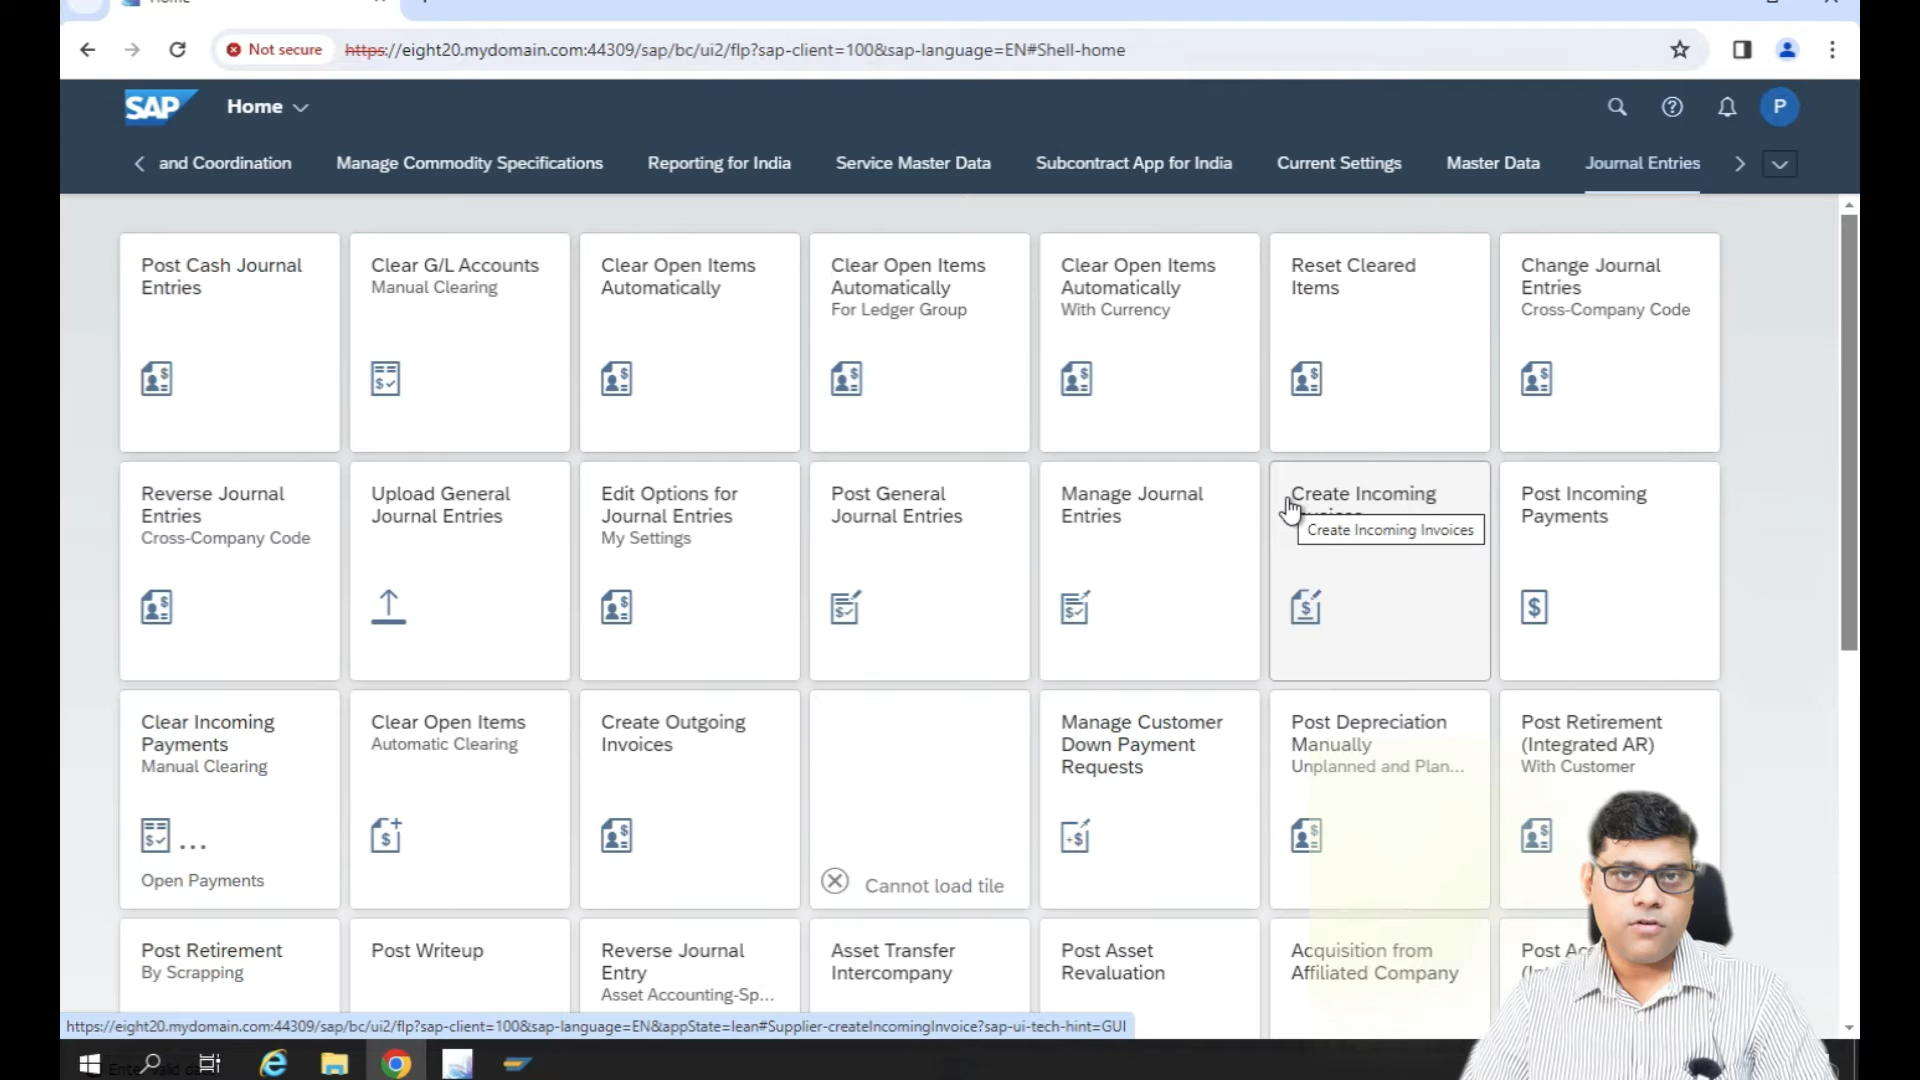 Home
Not secure
https://eight20.mydomain.com:44309/sap/bc/ui2/flp?sap-client=100&sap-language=EN#Shell-home
SAP
Home
P
and Coordination
Manage Commodity Specifications
Reporting for India
Service Master Data
Subcontract App for India
Current Settings
Master Data
Journal Entries
Post Cash Journal
Entries
Clear G/L Accounts
Manual Clearing
Clear Open Items
Automatically
Clear Open Items
Automatically
For Ledger Group
Clear Open Items
Automatically
With Currency
Reset Cleared
Items
Change Journal
Entries
Cross-Company Code
Reverse Journal
Entries
Cross-Company Code
Upload General
Journal Entries
Edit Options for
Journal Entries
My Settings
Post General
Journal Entries
Manage Journal
Entries
Create Incoming
Create Incoming Invoices
Post Incoming
Payments
Clear Incoming
Payments
Manual Clearing
...
Open Payments
Clear Open Items
Automatic Clearing
Create Outgoing
Invoices
Cannot load tile
Manage Customer
Down Payment
Requests
Post Depreciation
Manually
Unplanned and Plan...
Post Retirement
(Integrated AR)
With Customer
Post Retirement
By Scrapping
Post Writeup
Reverse Journal
Entry
Asset Accounting-Sp...
Asset Transfer
Intercompany
Post Asset
Revaluation
Acquisition from
Affiliated Company
Post
https://eight20.mydomain.com:44309/sap/bc/ui2/flp?sap-client=100&sap-language=EN&appState=lean#Supplier-createIncomingInvoice?sap-ui-tech-hint=GUI